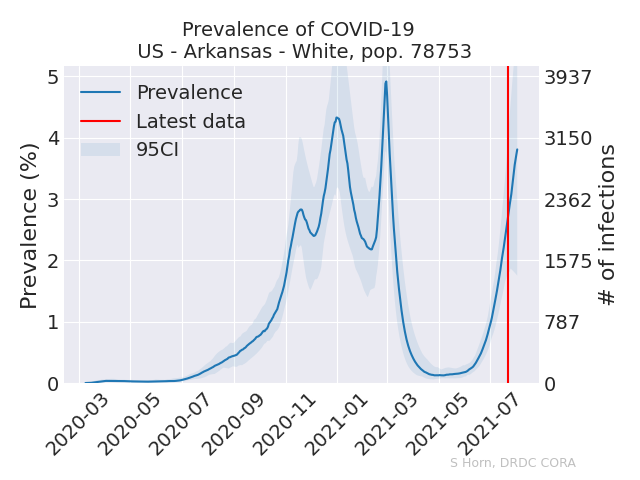 Prevalence of COVID-19
US - Arkansas - White, pop. 78753
Prevalence
Latest data
95CI
Prevalence (%)
5
4
3
2
1
0
3937
3150
2362
1575
787
0
# of infections
2020-03
2020-05
2020-07
2020-09
2020-11
2021-01
2021-03
2021-05
2021-07
S Horn, DRDC CORA